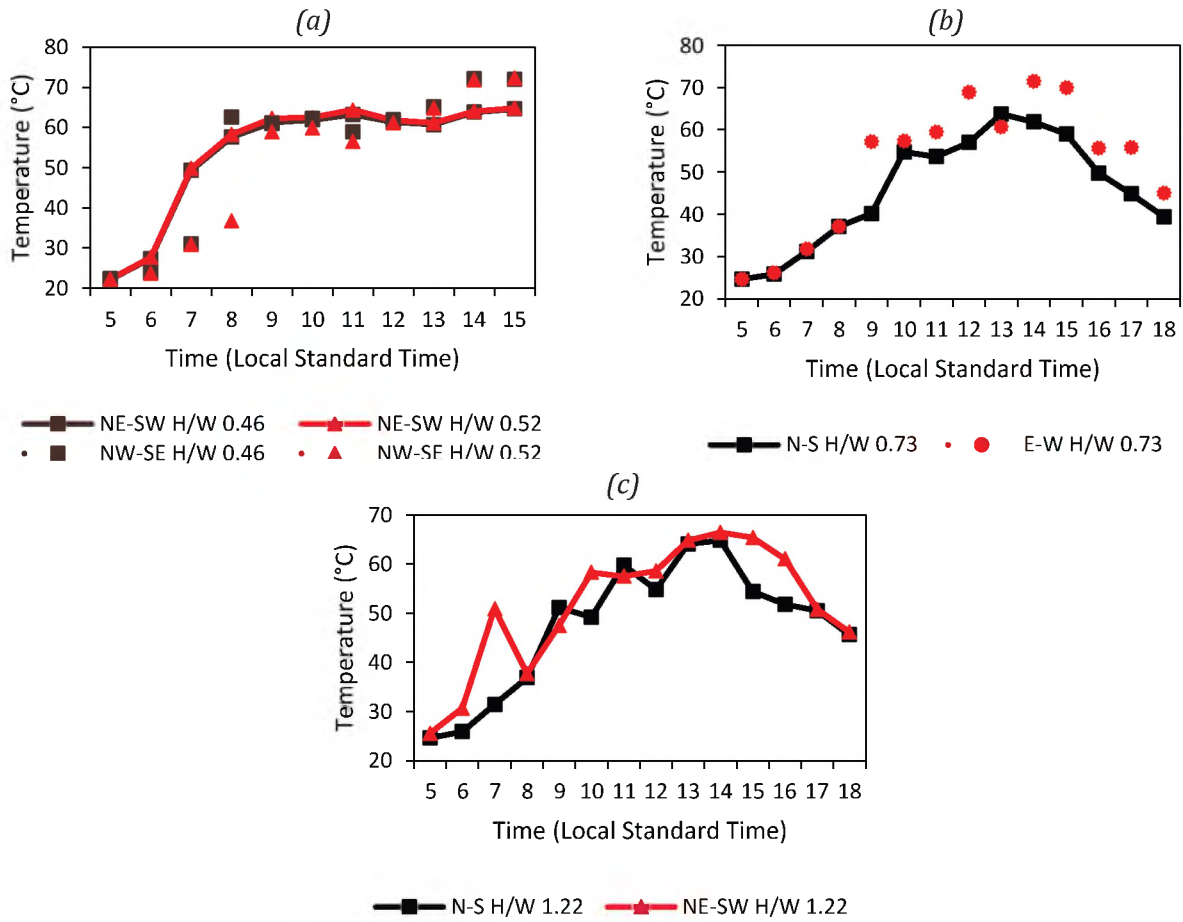 (a)
80
70
60
50
40
30
20
Temperature (°C)
5 6 7 8 9 10 11 12 13 14 15
Time (Local Standard Time)
NE-SW H/W 0.46 NE-SW H/W 0.52
NW-SE H/W 0.46 NW-SE H/W 0.52
(b)
80
70
60
50
40
30
20
Temperature (°C)
5 6 7 8 9 10 11 12 13 14 15 16 17 18
Time (Local Standard Time)
N-S H/W 0.73 E-W H/W 0.73
(c)
70
60
50
40
30
20
Temperature (°C)
5 6 7 8 9 10 11 12 13 14 15 16 17 18
Time (Local Standard Time)
N-S H/W 1.22 NE-SW H/W 1.22